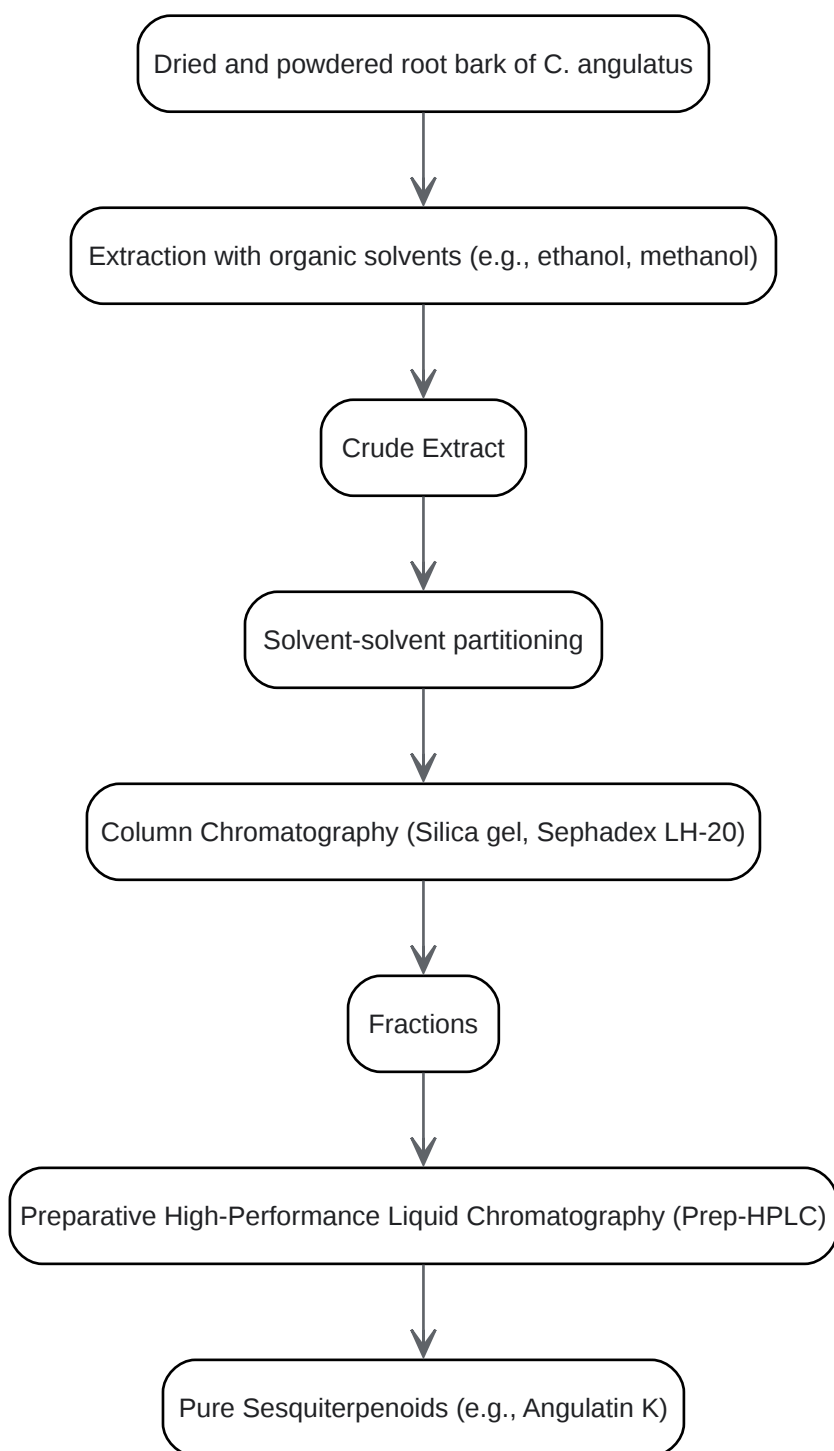 Dried and powdered root bark of C. angulatus
Extraction with organic solvents (e.g., ethanol, methanol)
Crude Extract
Solvent-solvent partitioning
Column Chromatography (Silica gel, Sephadex LH-20)
Fractions
Preparative High-Performance Liquid Chromatography (Prep-HPLC)
Pure Sesquiterpenoids (e.g., Angulatin K)